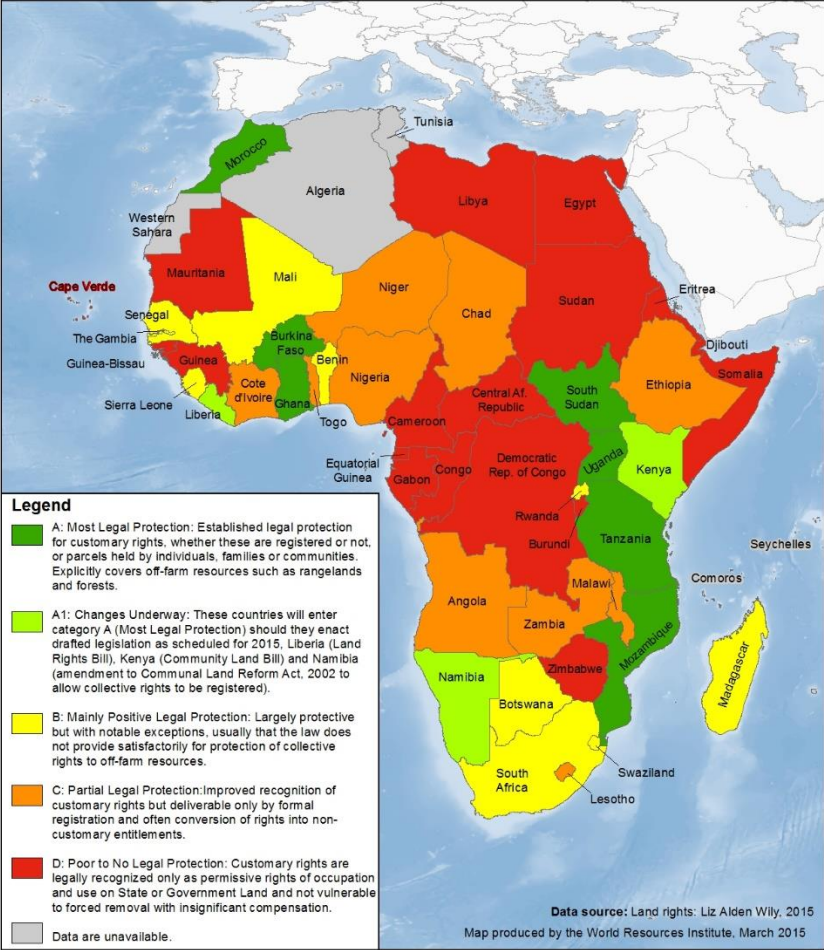 Tunisia
Morocco
Algeria
Libya
Egypt
Western
Sahara
Mauritania
Mali
Niger
Chad
Sudan
Eritrea
Cape Verde
Senegal
The Gambia
Guinea-Bissau
Guinea
Sierra Leone
Liberia
Cote
d'Ivoire
Burkina
Faso
Ghana
Benin
Togo
Nigeria
Djibouti
Somalia
Ethiopia
South
Sudan
Central Af.
Republic
Cameroon
Equatorial
Guinea
Gabon
Congo
Democratic
Rep. of Congo
Uganda
Kenya
Rwanda
Burundi
Tanzania
Seychelles
Comoros
Malawi
Angola
Zambia
Mozambique
Zimbabwe
Madagascar
Namibia
Botswana
South
Africa
Swaziland
Lesotho
Legend
A: Most Legal Protection: Established legal protection
for customary rights, whether these are registered or not,
or parcels held by individuals, families or communities.
Explicitly covers off-farm resources such as rangelands
and forests.
A1: Changes Underway: These countries will enter
category A (Most Legal Protection) should they enact
drafted legislation as scheduled for 2015, Liberia (Land
Rights Bill), Kenya (Community Land Bill) and Namibia
(amendment to Communal Land Reform Act, 2002 to
allow collective rights to be registered).
B: Mainly Positive Legal Protection: Largely protective
but with notable exceptions, usually that the law does
not provide satisfactorily for protection of collective
rights to off-farm resources.
C: Partial Legal Protection:Improved recognition of
customary rights but deliverable only by formal
registration and often conversion of rights into non-
customary entitlements.
D: Poor to No Legal Protection: Customary rights are
legally recognized only as permissive rights of occupation
and use on State or Government Land and not vulnerable
to forced removal with insignificant compensation.
Data are unavailable.
Data source: Land rights: Liz Alden Wily, 2015
Map produced by the World Resources Institute, March 2015